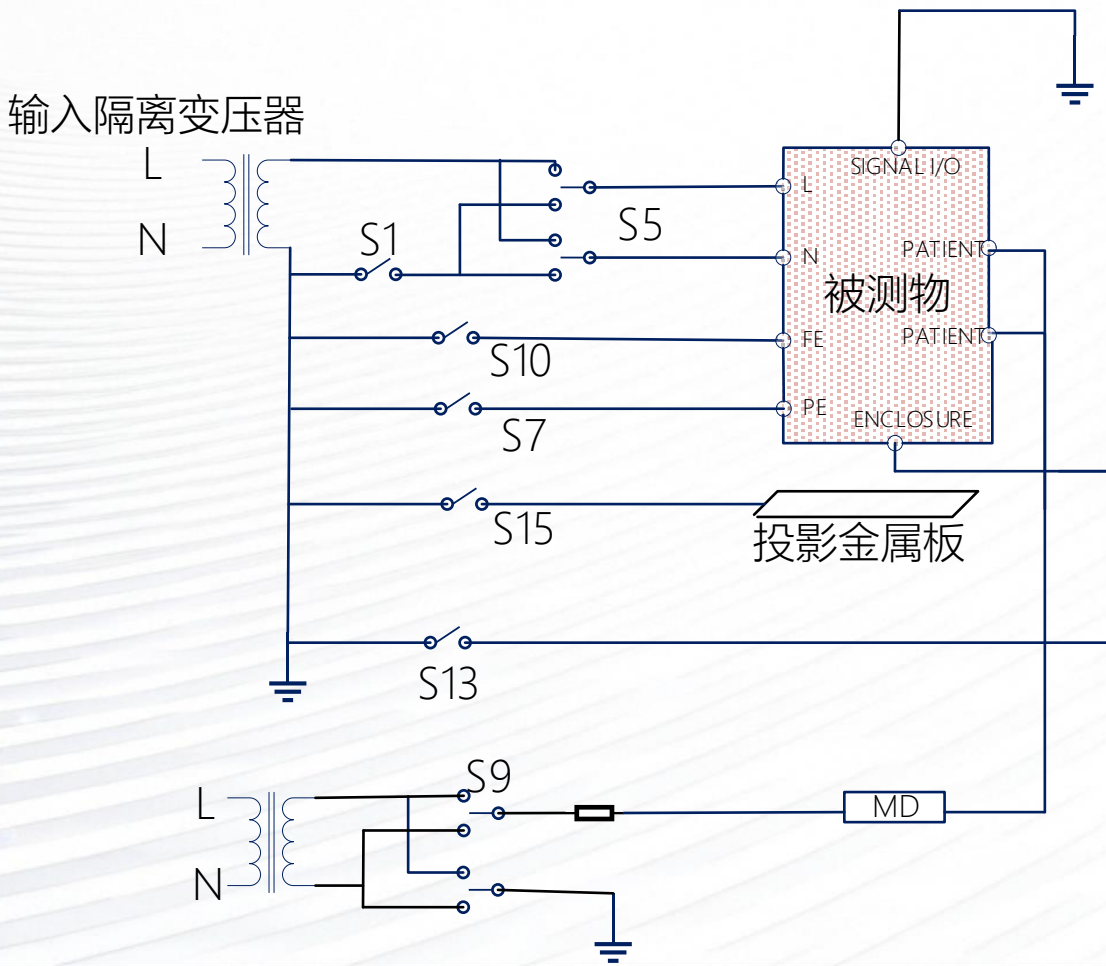 输入隔离变压器
L
N
S1
S5
S10
S7
S15
S13
SIGNAL I/O
L
N
PATIENT
被测物
FE
PATIENT
PE
ENCLOSURE
投影金属板
S9
L
N
MD